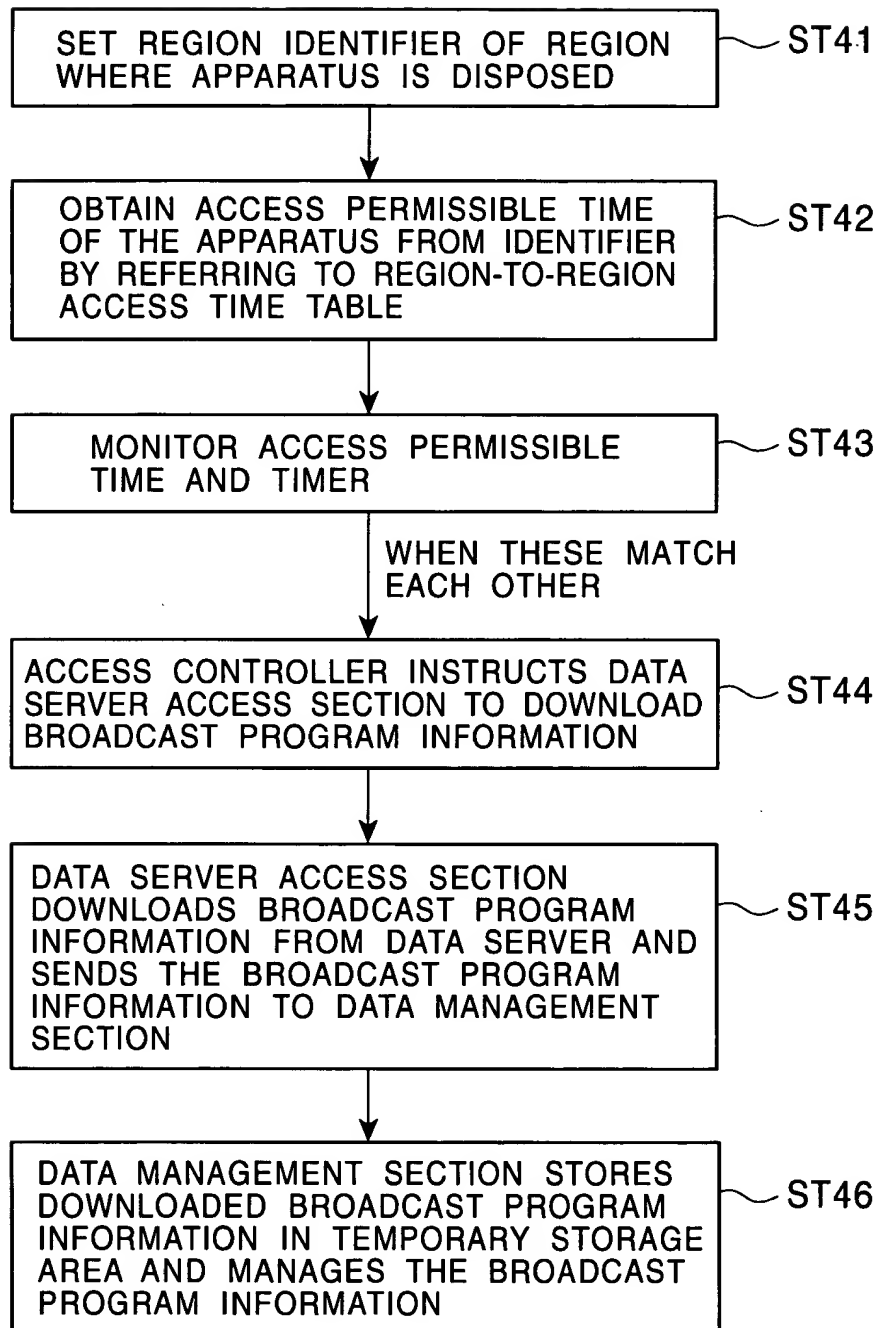 SET REGION IDENTIFIER OF REGION
WHERE APPARATUS IS DISPOSED
ST41
OBTAIN ACCESS PERMISSIBLE TIME
OF THE APPARATUS FROM IDENTIFIER
BY REFERRING TO REGION-TO-REGION
ACCESS TIME TABLE
ST42
MONITOR ACCESS PERMISSIBLE
TIME AND TIMER
ST43
WHEN THESE MATCH
EACH OTHER
ACCESS CONTROLLER INSTRUCTS DATA
SERVER ACCESS SECTION TO DOWNLOAD
BROADCAST PROGRAM INFORMATION
ST44
DATA SERVER ACCESS SECTION
DOWNLOADS BROADCAST PROGRAM
INFORMATION FROM DATA SERVER AND
SENDS THE BROADCAST PROGRAM
INFORMATION TO DATA MANAGEMENT
SECTION
ST45
DATA MANAGEMENT SECTION STORES
DOWNLOADED BROADCAST PROGRAM
INFORMATION IN TEMPORARY STORAGE
AREA AND MANAGES THE BROADCAST
PROGRAM INFORMATION
ST46